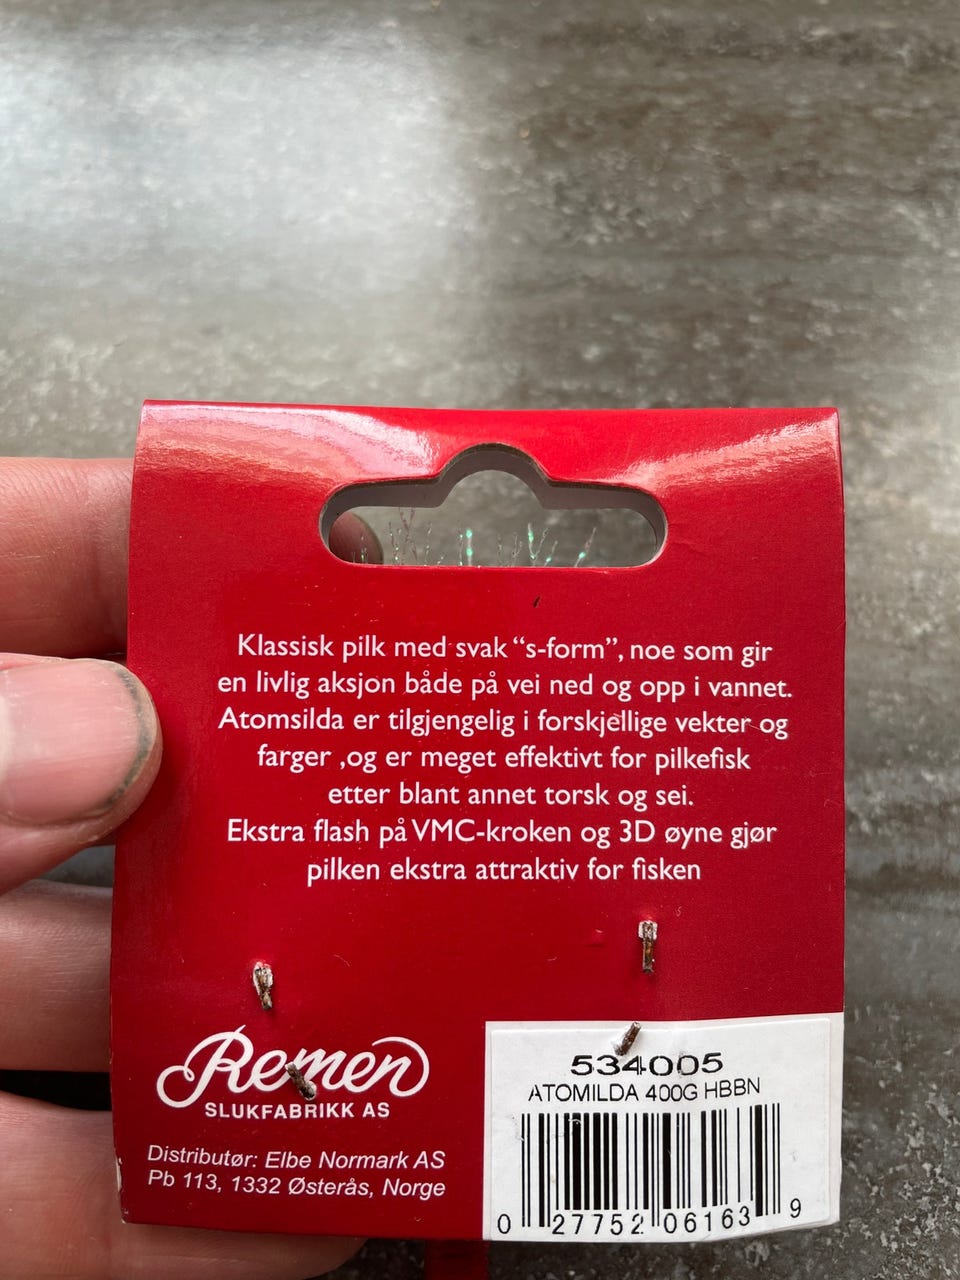 Klassisk pilk med svak “s-form”, noe som gir
en livlig aksjon både på vei ned og opp i vannet.
Atomsilda er tilgjengelig i forskjellige vekter og
farger ,og er meget effektivt for pilkefisk
etter blant annet torsk og sei.
Ekstra flash på VMC-kroken og 3D øyne gjør
pilken ekstra attraktiv for fisken
Remen
SLUKFABRIKK AS
Distributør: Elbe Normark AS
Pb 113, 1332 Østerås, Norge
534005
ATOMILDA 400G HBBN
0 27752 06163 9